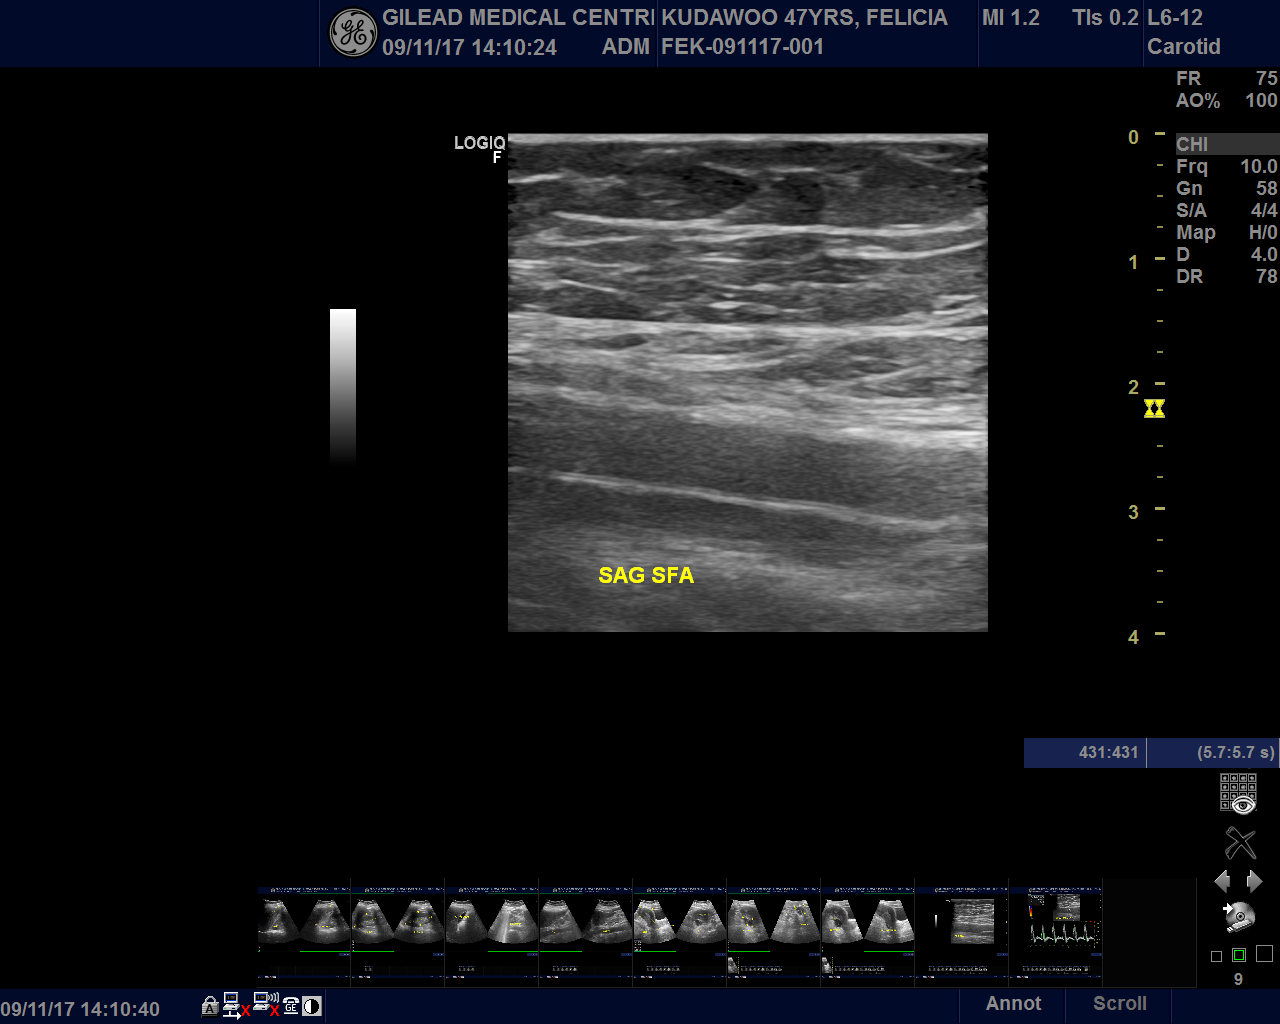 GILEAD MEDICAL CENTR KUDAWOO 47YRS, FELICIA MI 1.2 TIs 0.2 L6-12
09/11/17 14:10:24 ADM FEK-091117-001 Carotid
FR 75
AO% 100
LOGIQ
F
CHI
Frq 10.0
Gn 58
S/A 4/4
Map H/0
D 4.0
DR 78
0
1
2
3
4
SAG SFA
431:431 (5.7:5.7 s)
9
09/11/17 14:10:40 A GE Annot Scroll